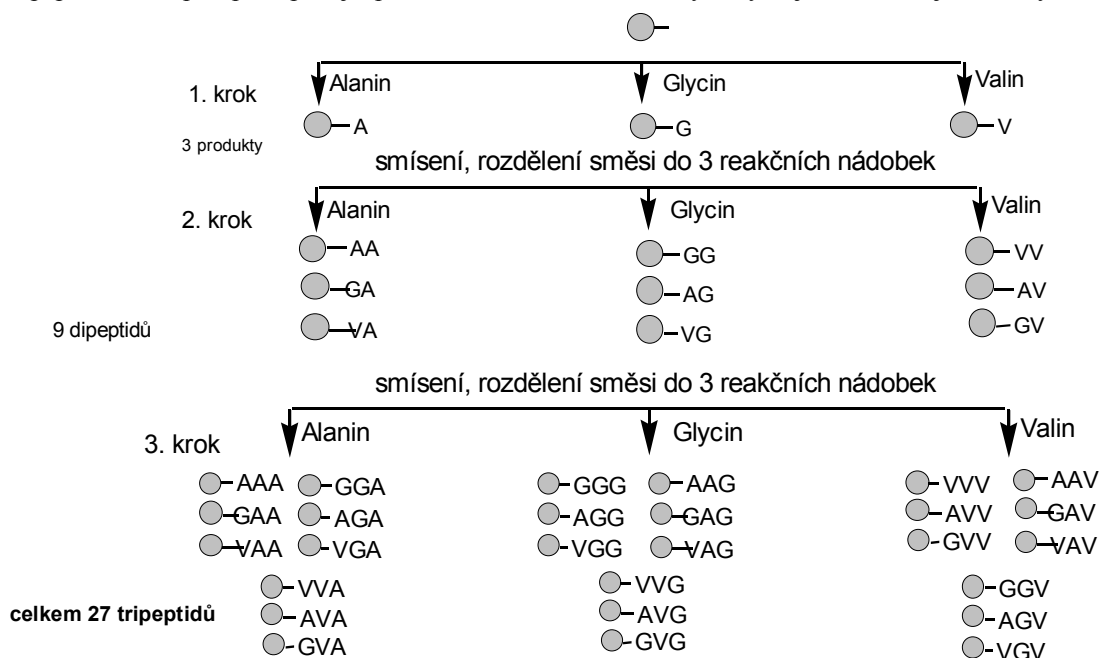 Alanin Glycin Valin
1. krok
A G V
3 produkty
smísení, rozdělení směsi do 3 reakčních nádobek
Alanin Glycin Valin
2. krok
AA GG VV
GA AG AV
9 dipeptidů
VA VG GV
smísení, rozdělení směsi do 3 reakčních nádobek
Alanin Glycin Valin
3. krok
AAA GGA GGG AAG VVV AAV
GAA AGA AGG GAG AVV GAV
VAA VGA VGG VAG GVV VAV
VVA VVG GGV
celkem 27 tripeptidů
AVA AVG AGV
GVA GVG VGV